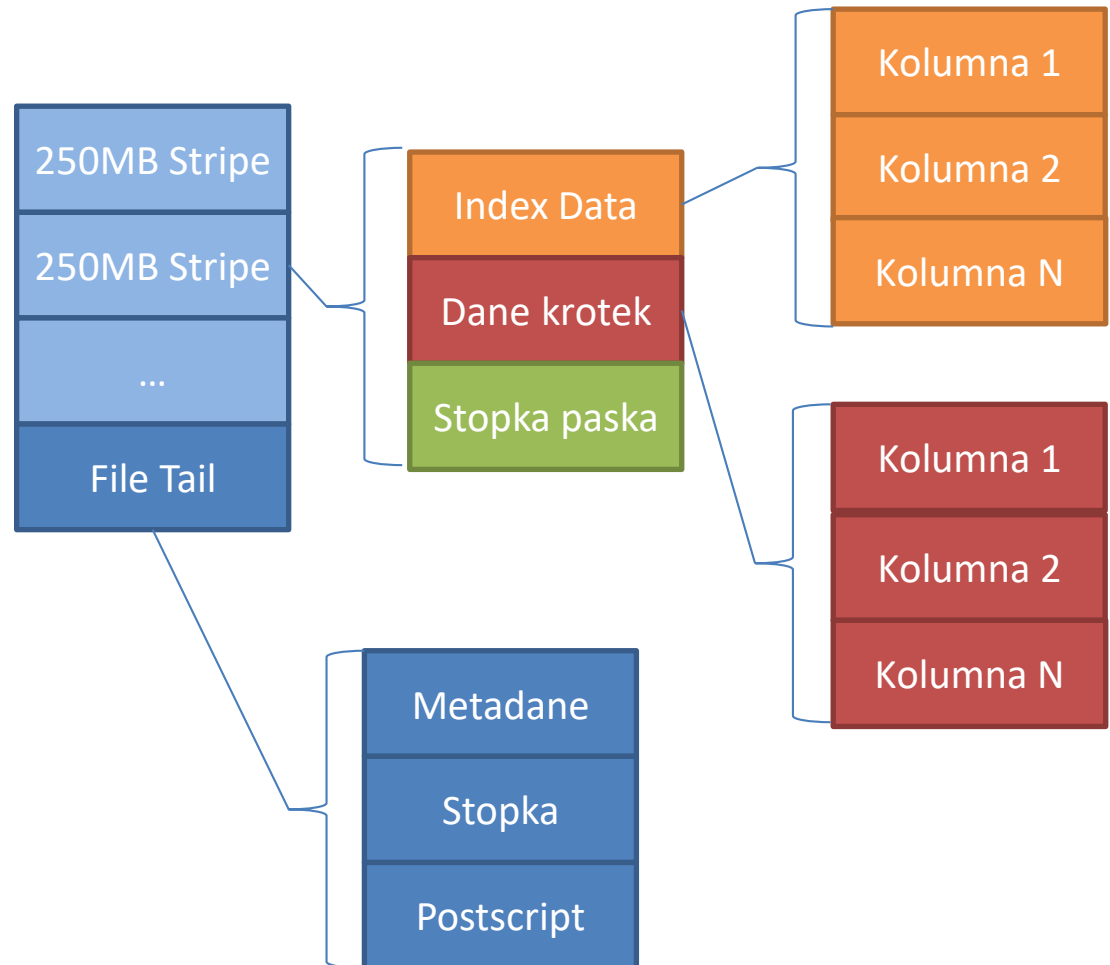 250MB Stripe
250MB Stripe
...
File Tail
Index Data
Dane krotek
Stopka paska
Kolumna 1
Kolumna 2
Kolumna N
Kolumna 1
Kolumna 2
Kolumna N
Metadane
Stopka
Postscript